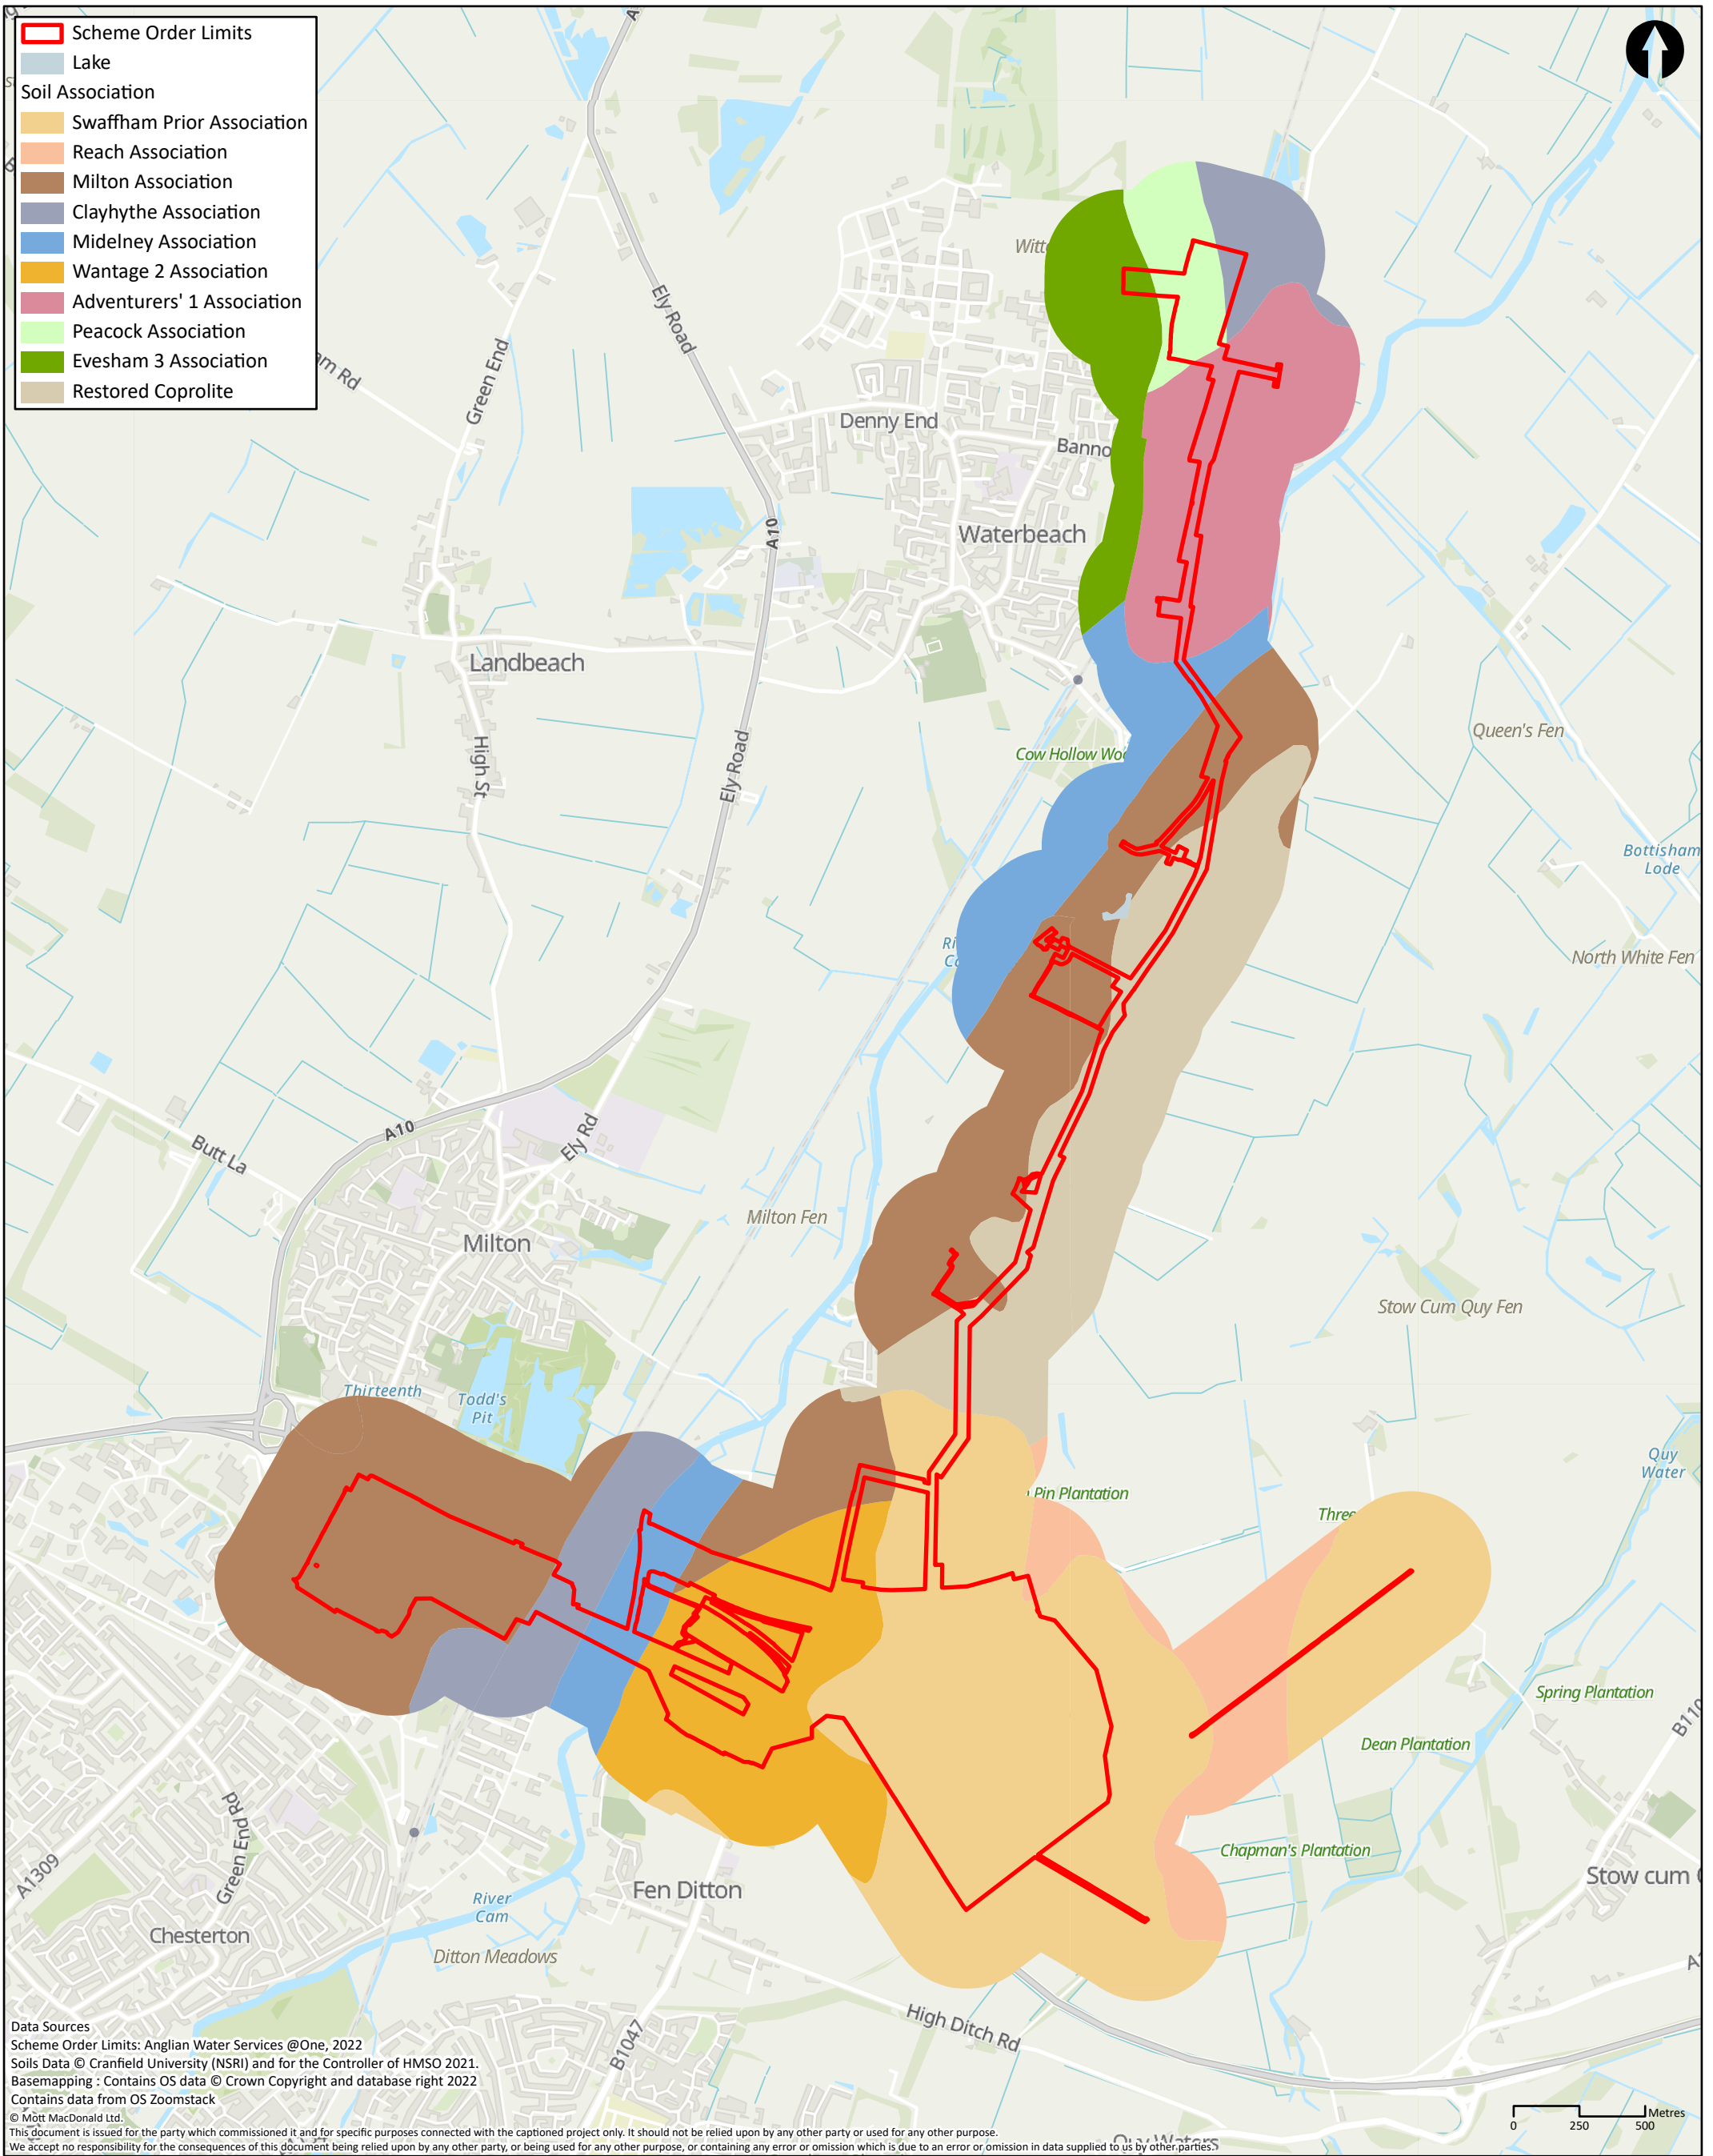 Scheme Order Limits
Lake
Soil Association
Swaffham Prior Association
Reach Association
Milton Association
Clayhythe Association
Midelney Association
Wantage 2 Association
Adventurers' 1 Association
Peacock Association
Evesham 3 Association
Restored Coprolite
am Rd
Green End
Ely Road
Denny End
Banno
Waterbeach
A10
Landbeach
High St
Ely Road
Cow Hollow
Queen's Fen
Bottisham
Lode
North White Fen
A10
Butt La
Ely Rd
Milton Fen
Milton
Stow Cum Quy Fen
Thirteenth
Todd's
Pit
Quy
Water
Pin Plantation
Three
Spring Plantation
B110
Dean Plantation
Chapman's Plantation
Stow cum
Green End Rd
A1309
Fen Ditton
River
Cam
Chesterton
Ditton Meadows
High Ditch Rd
B1047
Quy Waters
Data Sources
Scheme Order Limits: Anglian Water Services @One, 2022
Soils Data © Cranfield University (NSRI) and for the Controller of HMSO 2021.
Basemapping : Contains OS data © Crown Copyright and database right 2022
Contains data from OS Zoomstack
© Mott MacDonald Ltd.
This document is issued for the party which commissioned it and for specific purposes connected with the captioned project only. It should not be relied upon by any other party or used for any other purpose.
We accept no responsibility for the consequences of this document being relied upon by any other party, or being used for any other purpose, or containing any error or omission which is due to an error or omission in data supplied to us by other parties.
Metres
0 250 500